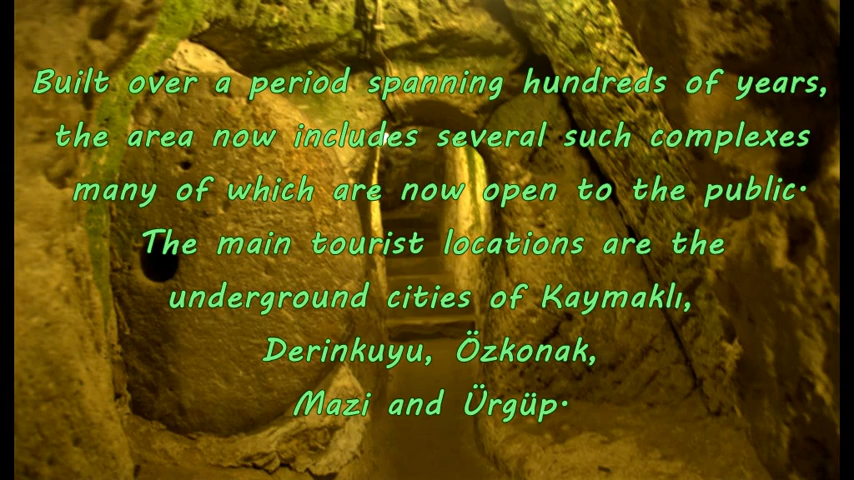 Built over a period spanning hundreds of years,
the area now includes several such complexes
many of which are now open to the public.
The main tourist locations are the
underground cities of Kaymaklı,
Derinkuyu, Özkonak,
Mazi and Ürgüp.